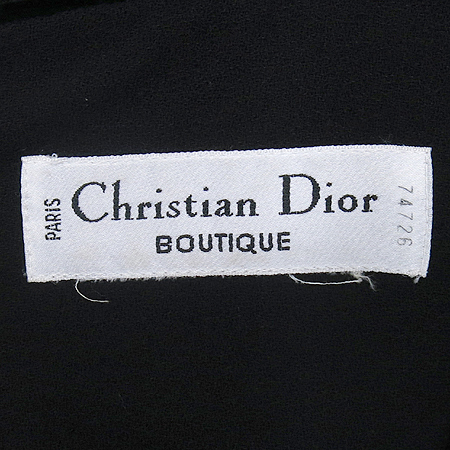 PARIS
Christian Dior
BOUTIQUE
74726